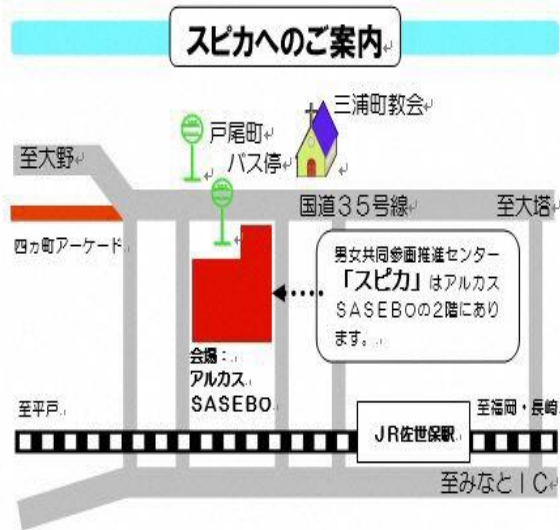 スピカへのご案内
三浦町教会
戸尾町
バス停
至大野
国道35号線
至大塔
四ヵ町アーケード
男女共同参画推進センター
「スピカ」はアルカス
SASEBOの2階にあり
ます。
会場：
アルカス
SASEBO
至平戸
至福岡・長崎
JR佐世保駅
至みなとIC